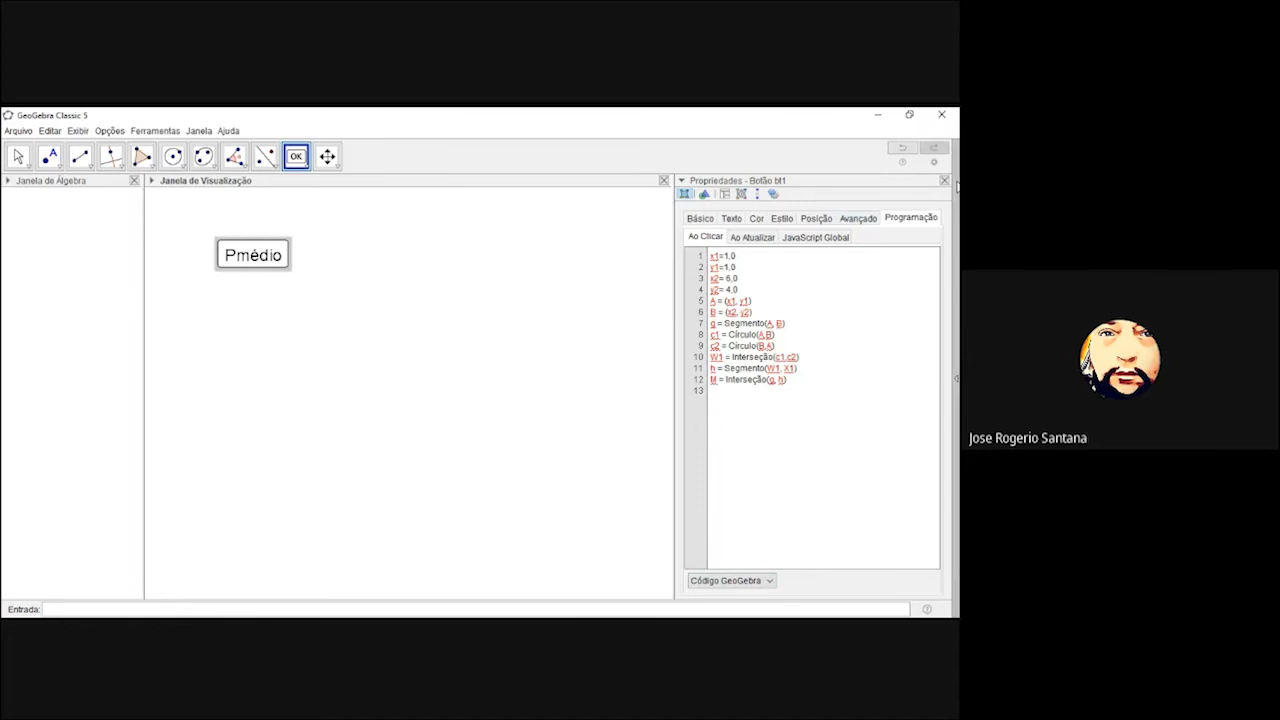 GeoGebra Classic 5
Arquivo Editar Exibir Opções Ferramentas Janela Ajuda
A
OK
Janela de Álgebra
Janela de Visualização
Propriedades - Botão bt1
Básico Texto Cor Estilo Posição Avançado Programação
Ao Clicar Ao Atualizar JavaScript Global
Pmédio
1 x1=1,0
2 y1=1,0
3 x2= 6,0
4 y2= 4,0
5 A = (x1, y1)
6 B = (x2, y2)
7 g = Segmento(A, B)
8 c1 = Círculo(A,B)
9 c2 = Círculo(B,A)
10 W1 = Interseção(c1,c2)
11 h = Segmento(W1, X1)
12 M = Interseção(g, h)
13
Código GeoGebra
Entrada:
Jose Rogerio Santana